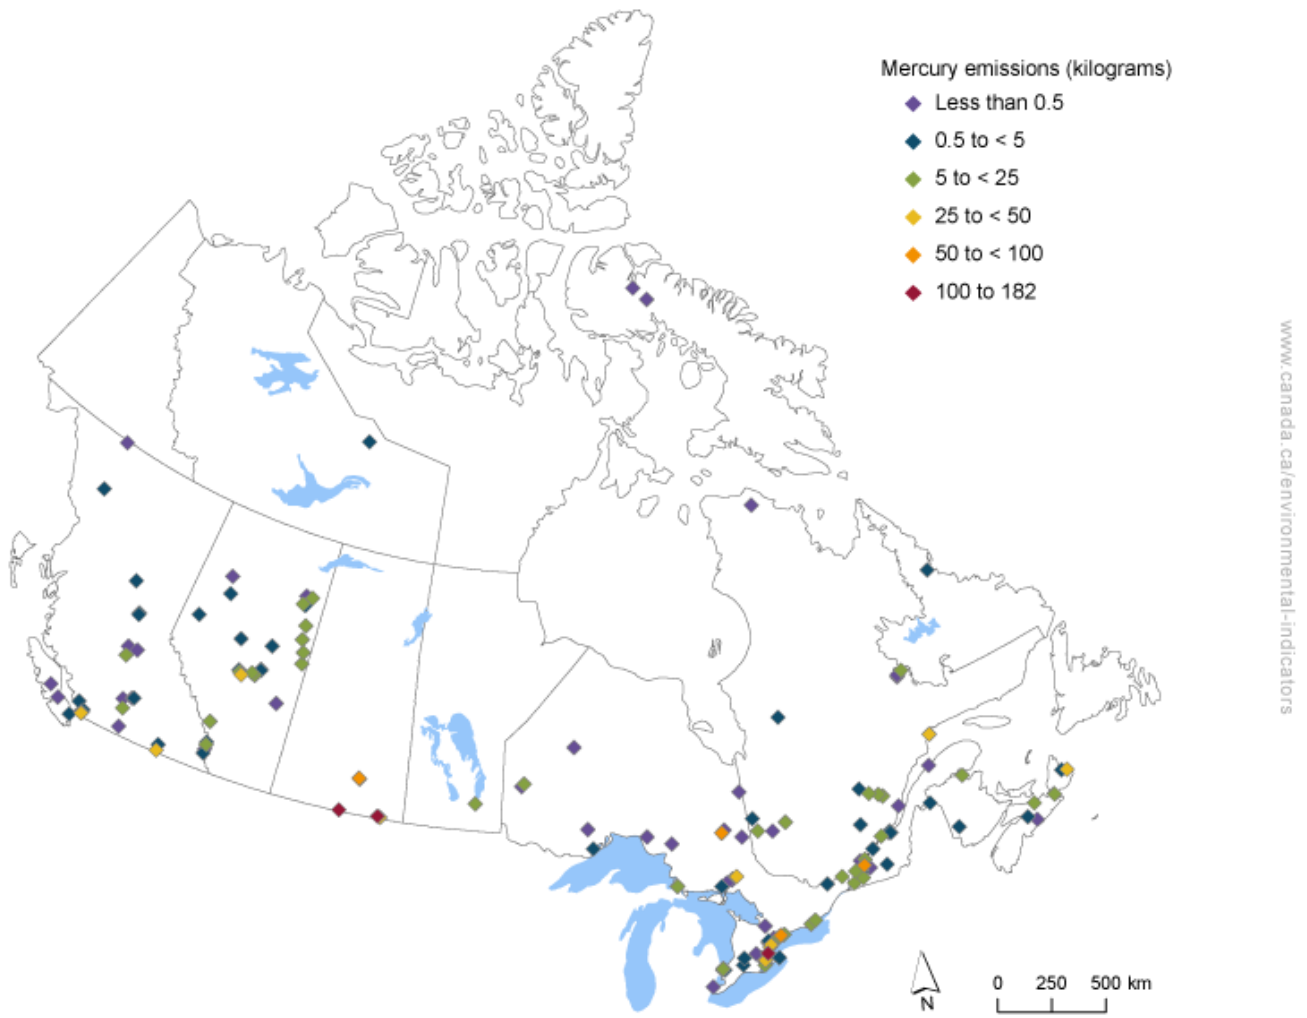 Mercury emissions (kilograms)
Less than 0.5
0.5 to < 5
5 to < 25
25 to < 50
50 to < 100
100 to 182
www.canada.ca/environmental-indicators
N
0 250 500 km